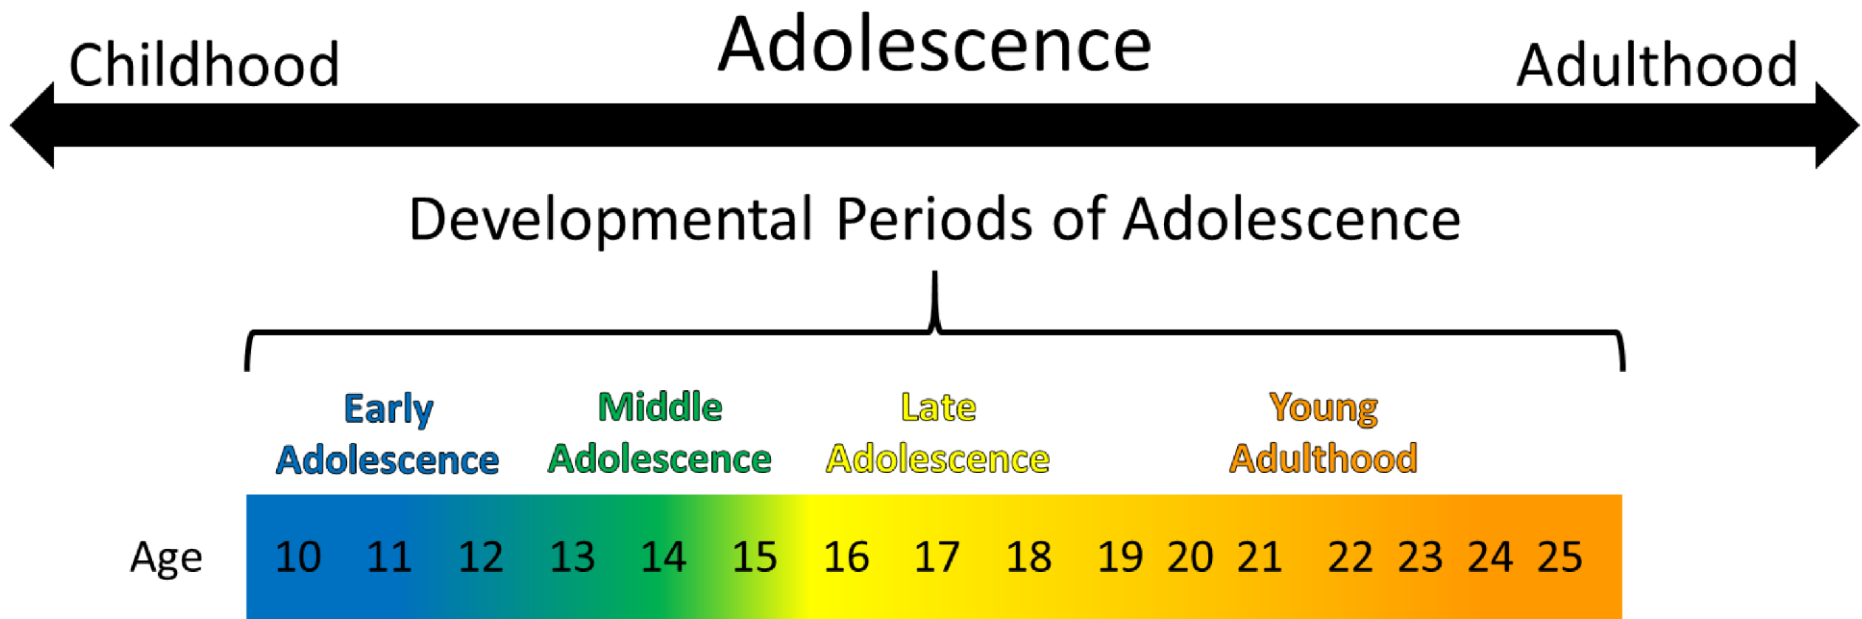 Adolescence
Childhood
Adulthood
Developmental Periods of Adolescence
Early
Adolescence
Middle
Adolescence
Late
Adolescence
Young
Adulthood
Age 10 11 12 13 14 15 16 17 18 19 20 21 22 23 24 25